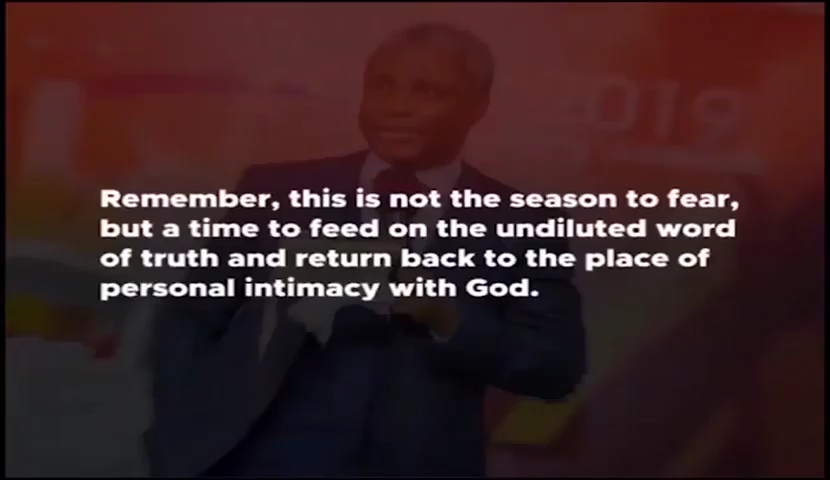 019
Remember, this is not the season to fear,
but a time to feed on the undiluted word
of truth and return back to the place of
personal intimacy with God.